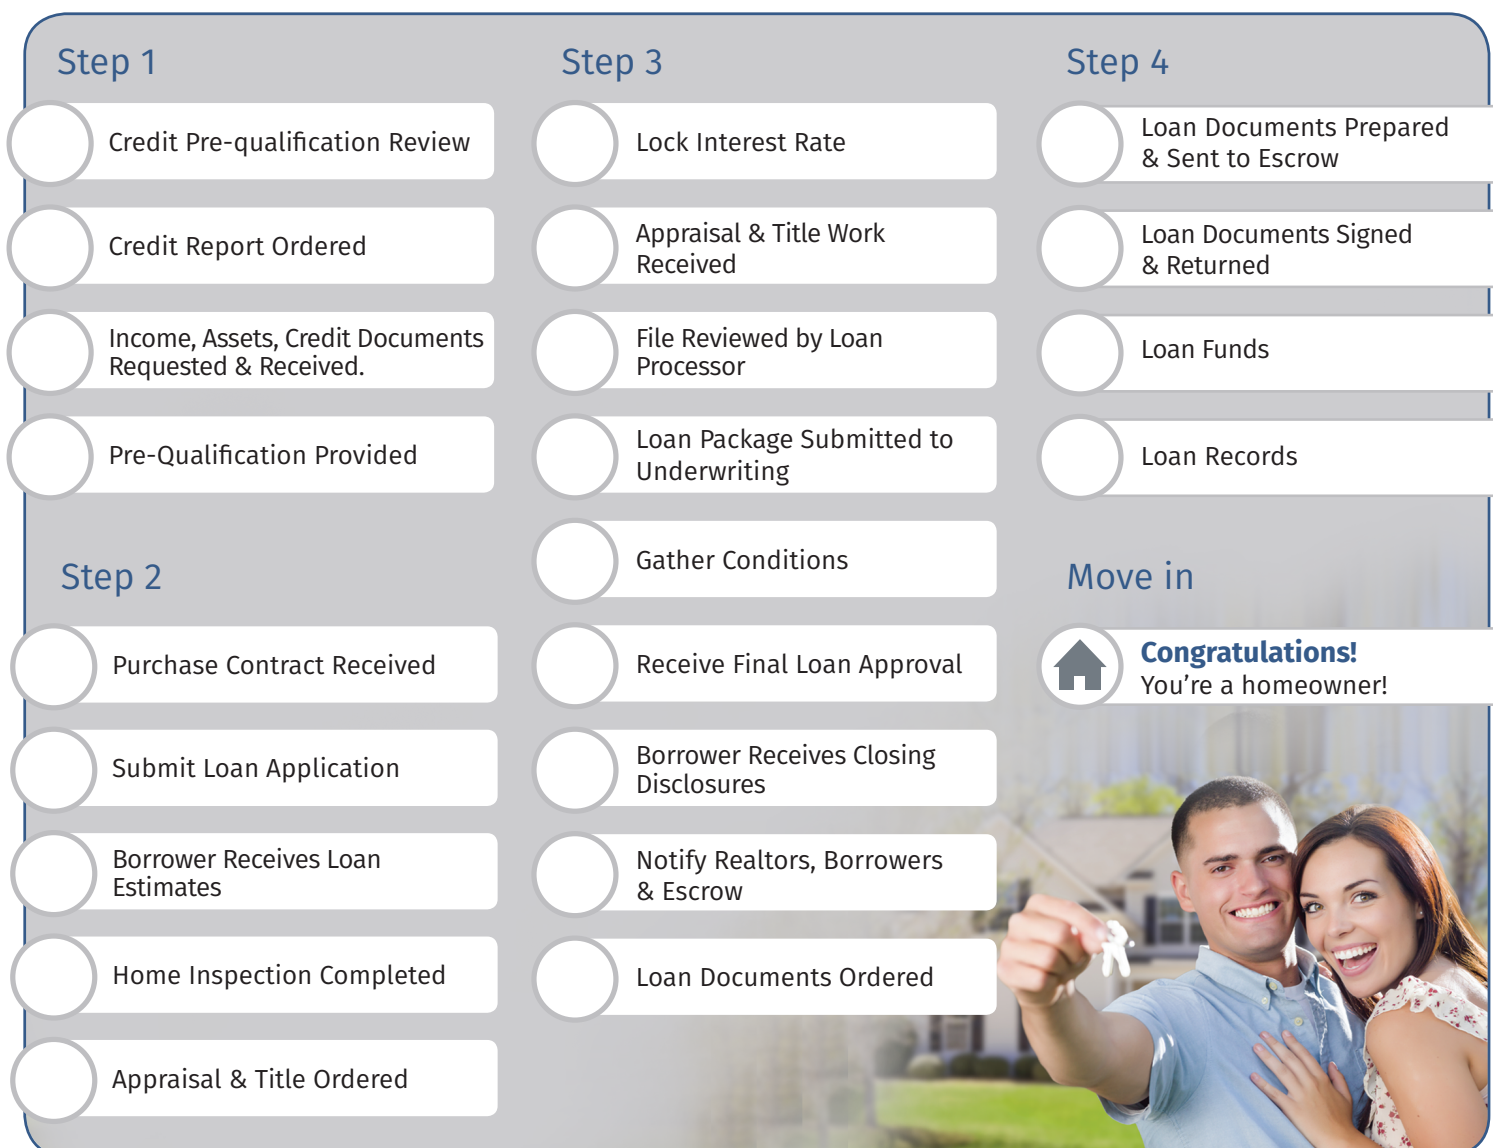 Step 1
Credit Pre-qualification Review
Credit Report Ordered
Income, Assets, Credit Documents
Requested & Received.
Pre-Qualification Provided
Step 2
Purchase Contract Received
Submit Loan Application
Borrower Receives Loan
Estimates
Home Inspection Completed
Appraisal & Title Ordered
Step 3
Lock Interest Rate
Appraisal & Title Work
Received
File Reviewed by Loan
Processor
Loan Package Submitted to
Underwriting
Gather Conditions
Receive Final Loan Approval
Borrower Receives Closing
Disclosures
Notify Realtors, Borrowers
& Escrow
Loan Documents Ordered
Step 4
Loan Documents Prepared
& Sent to Escrow
Loan Documents Signed
& Returned
Loan Funds
Loan Records
Move in
Congratulations!
You’re a homeowner!